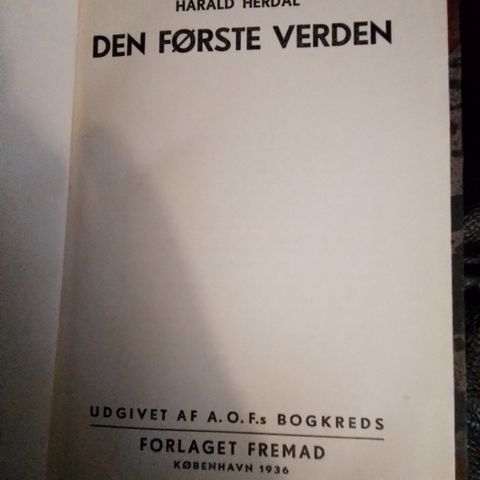 HARALD HERDAL
DEN FØRSTE VERDEN
UDGIVET AF A.O.F.s BOGKREDS
FORLAGET FREMAD
KØBENHAVN 1936